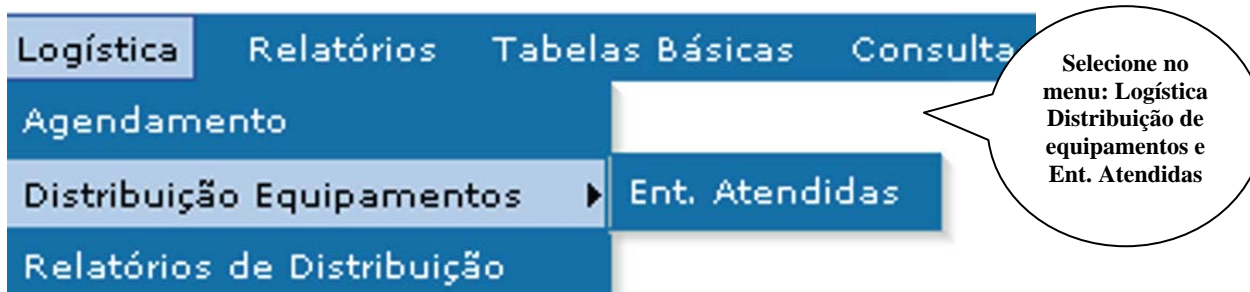 Logística Relatórios Tabelas Básicas Consulta
Agendamento
Distribuição Equipamentos Ent. Atendidas
Relatórios de Distribuição
Selecione no
menu: Logística
Distribuição de
equipamentos e
Ent. Atendidas